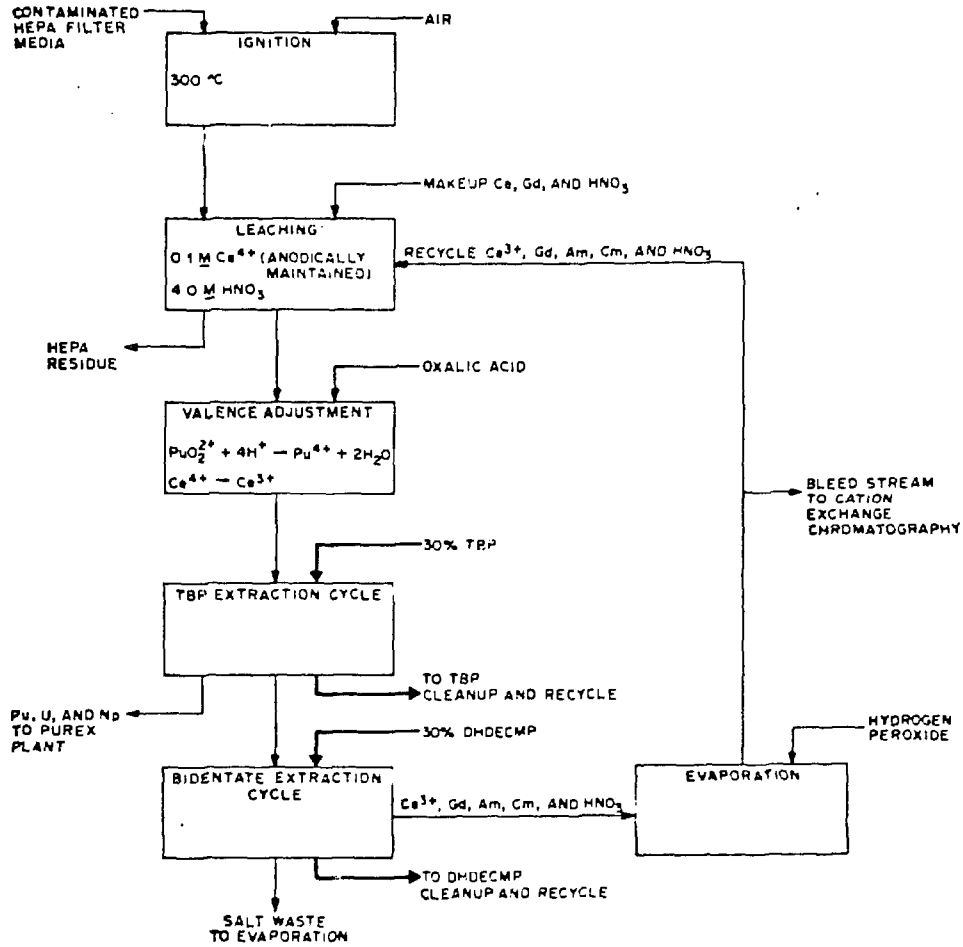 CONTAMINATED
HEPA FILTER
MEDIA
AIR
IGNITION
300 °C
MAKEUP Ce, Gd, AND HNO₃
LEACHING
0.1 M Ce⁴⁺ (ANODICALLY
MAINTAINED)
4.0 M HNO₃
RECYCLE Ce³⁺, Gd, Am, Cm, AND HNO₃
HEPA
RESIDUE
OXALIC ACID
VALENCE ADJUSTMENT
PuO₂²⁺ + 4H⁺ — Pu⁴⁺ + 2H₂O
Ce⁴⁺ — Ce³⁺
BLEED STREAM
TO CATION
EXCHANGE
CHROMATOGRAPHY
30% TBP
TBP EXTRACTION CYCLE
TO TBP
CLEANUP AND RECYCLE
Pu, U, AND Np
TO PUREX
PLANT
30% DHDECMP
HYDROGEN
PEROXIDE
BIDENTATE EXTRACTION
CYCLE
Ce³⁺, Gd, Am, Cm, AND HNO₃
EVAPORATION
TO DHDECMP
CLEANUP AND RECYCLE
SALT WASTE
TO EVAPORATION